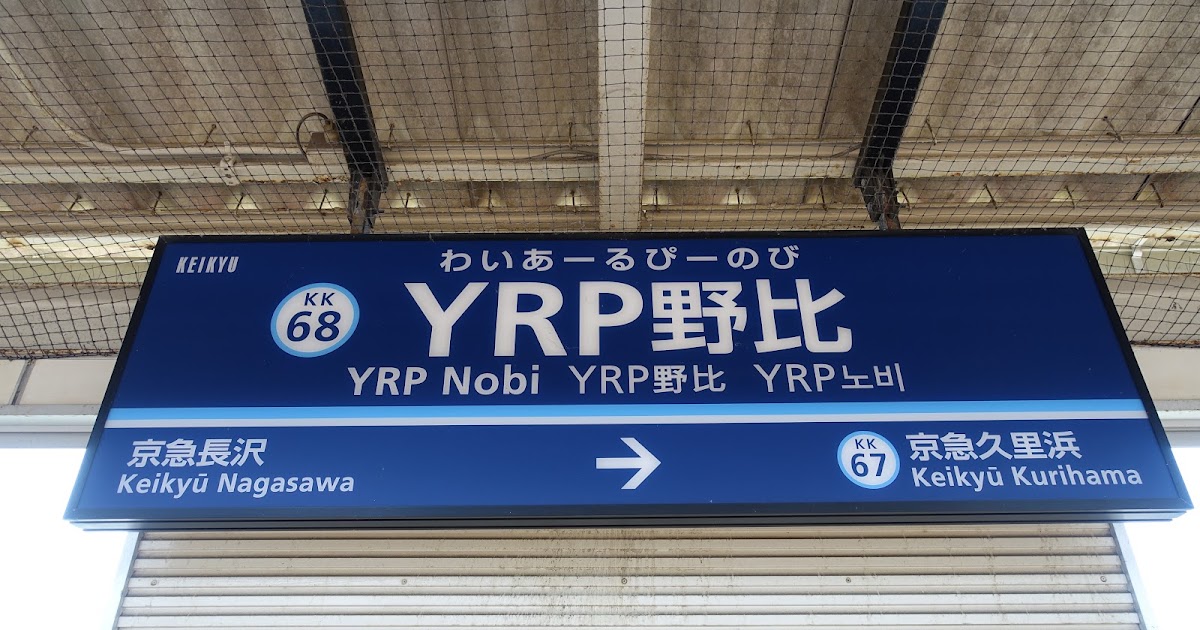 KEIKYU
わいあーるぴーのび
KK
68
YRP野比
YRP Nobi YRP野比 YRP노비
京急長沢
Keikyū Nagasawa
→
KK
67
京急久里浜
Keikyū Kurihama